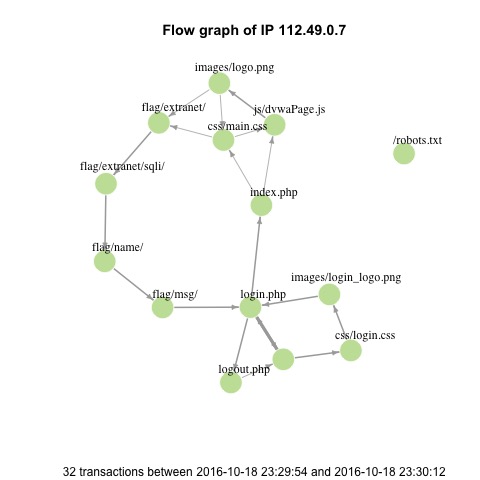 Flow graph of IP 112.49.0.7
images/logo.png
flag/extranet/
js/dvwaPage.js
css/main.css
/robots.txt
flag/extranet/sqli/
index.php
flag/name/
images/login_logo.png
flag/msg/
login.php
css/login.css
logout.php
32 transactions between 2016-10-18 23:29:54 and 2016-10-18 23:30:12